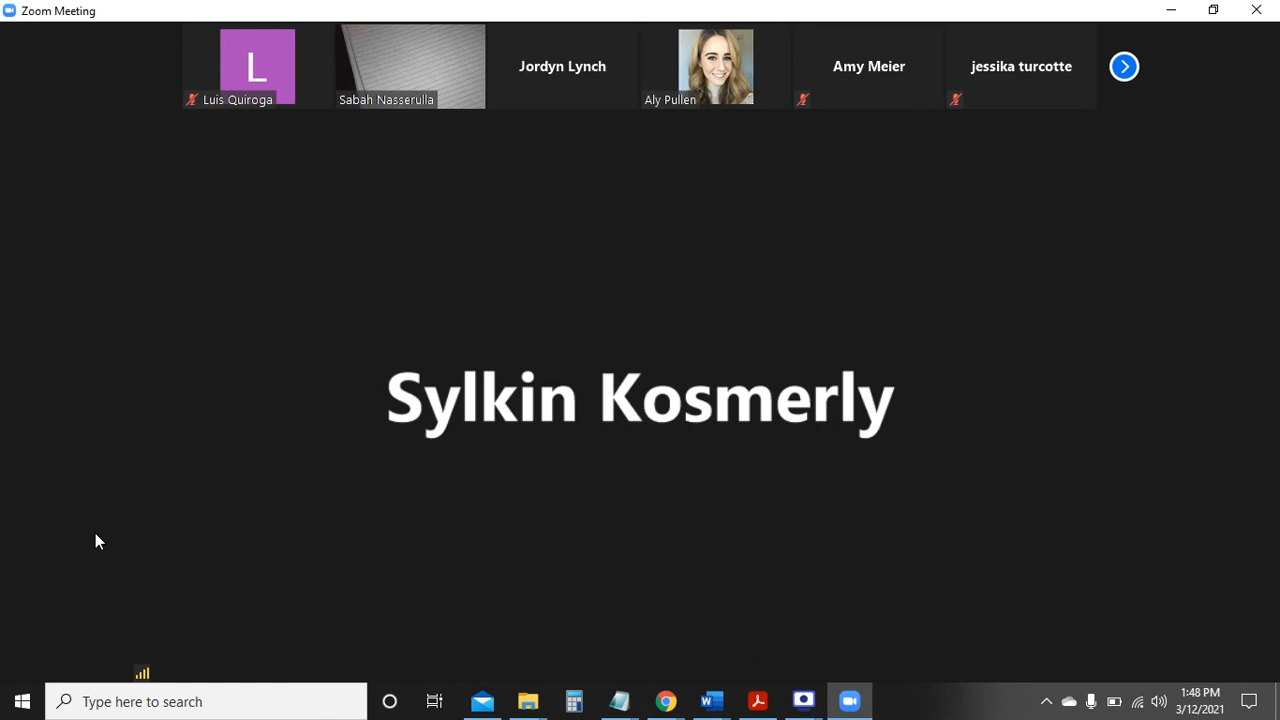 Zoom Meeting
L
Luis Quiroga
Sabah Nasserulla
Jordyn Lynch
Aly Pullen
Amy Meier
jessika turcotte
Sylkin Kosmerly
Type here to search
1:48 PM
3/12/2021